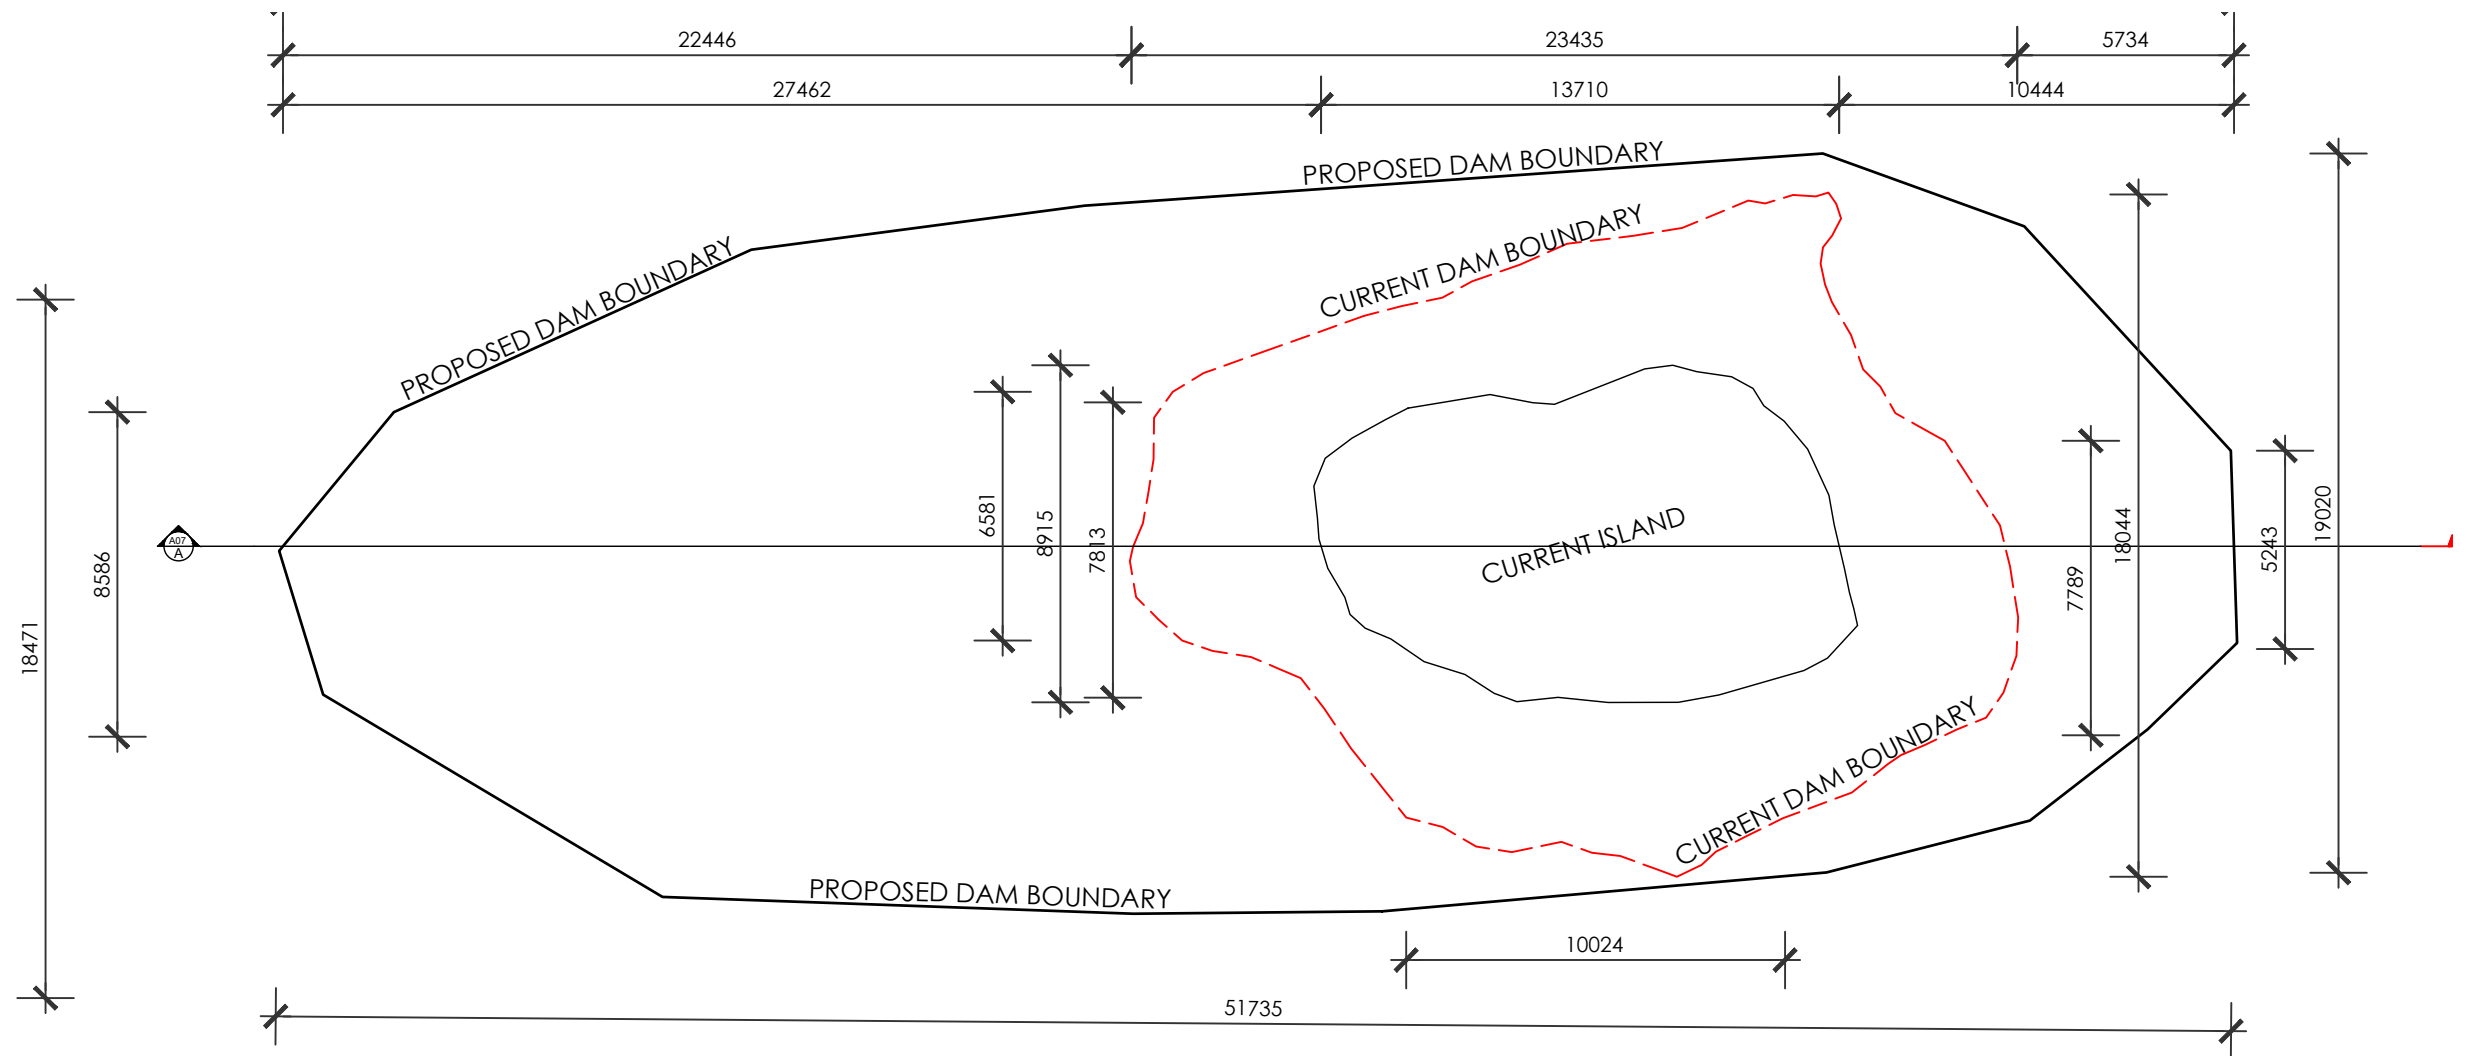 22446
23435
5734
27462
13710
10444
PROPOSED DAM BOUNDARY
CURRENT DAM BOUNDARY
PROPOSED DAM BOUNDARY
6581
8915
7813
CURRENT ISLAND
18044
19020
5243
7789
A07
A
8586
18471
CURRENT DAM BOUNDARY
PROPOSED DAM BOUNDARY
10024
51735